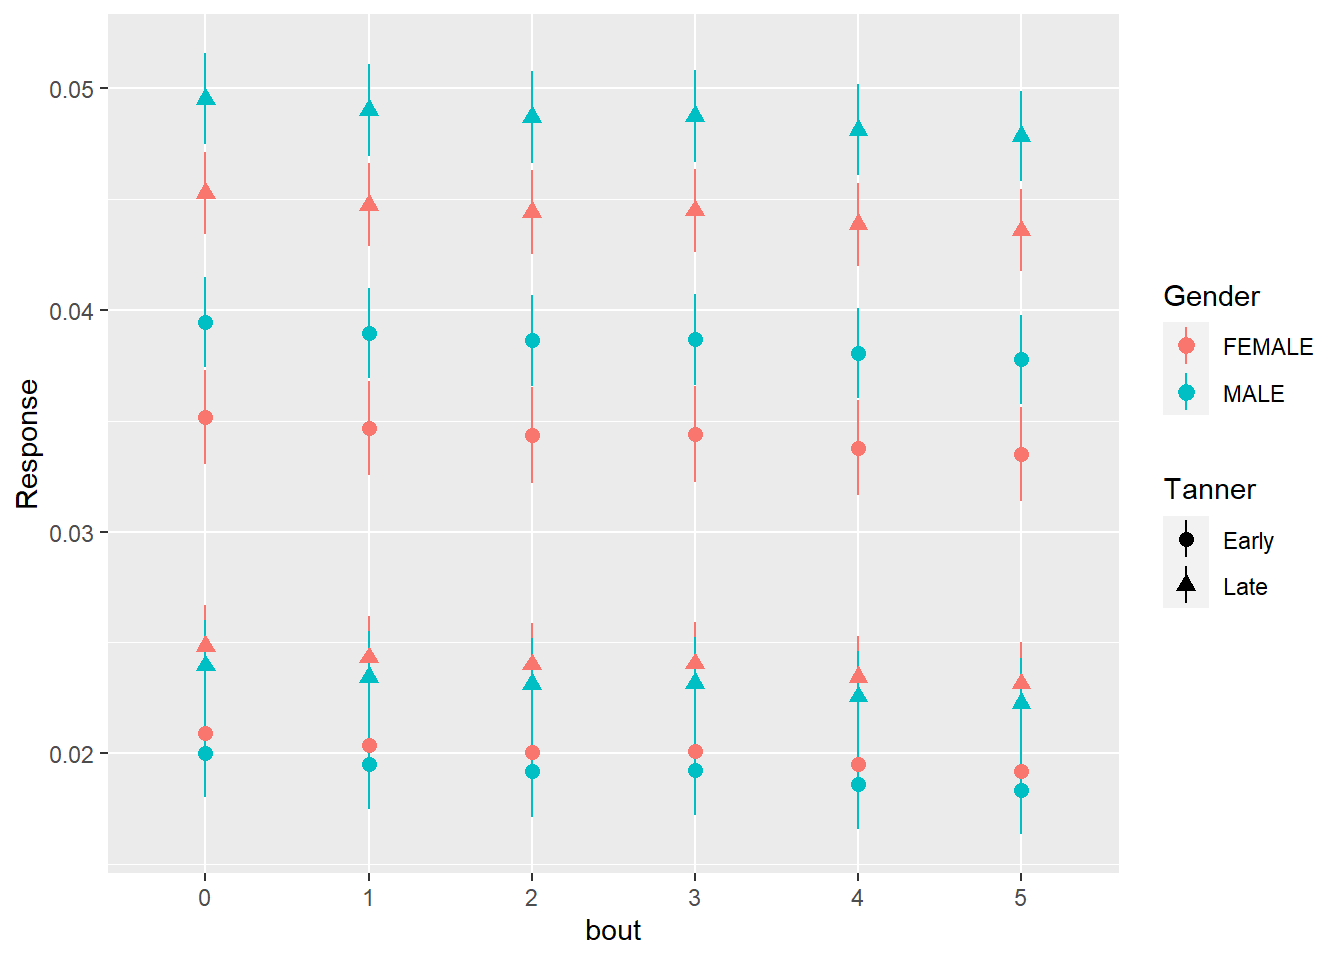 0.05
0.04
0.03
0.02
Response
0
1
2
3
4
5
bout
Gender
FEMALE
MALE
Tanner
Early
Late